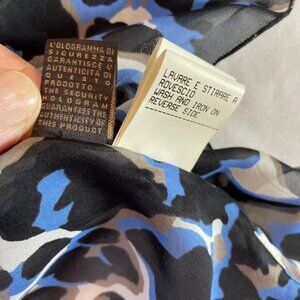 L'OLOGRAMMA DI
SICUREZZA
GARANTISCE L'
AUTENTICITÀ DI
QUESTO
PRODOTTO
THE SECURITY
HOLOGRAM
GUARANTEES THE
AUTHENTICITY OF
THIS PRODUCT
LAVARE E STIRARE A
ROVESCIO
WASH AND IRON ON
REVERSE SIDE